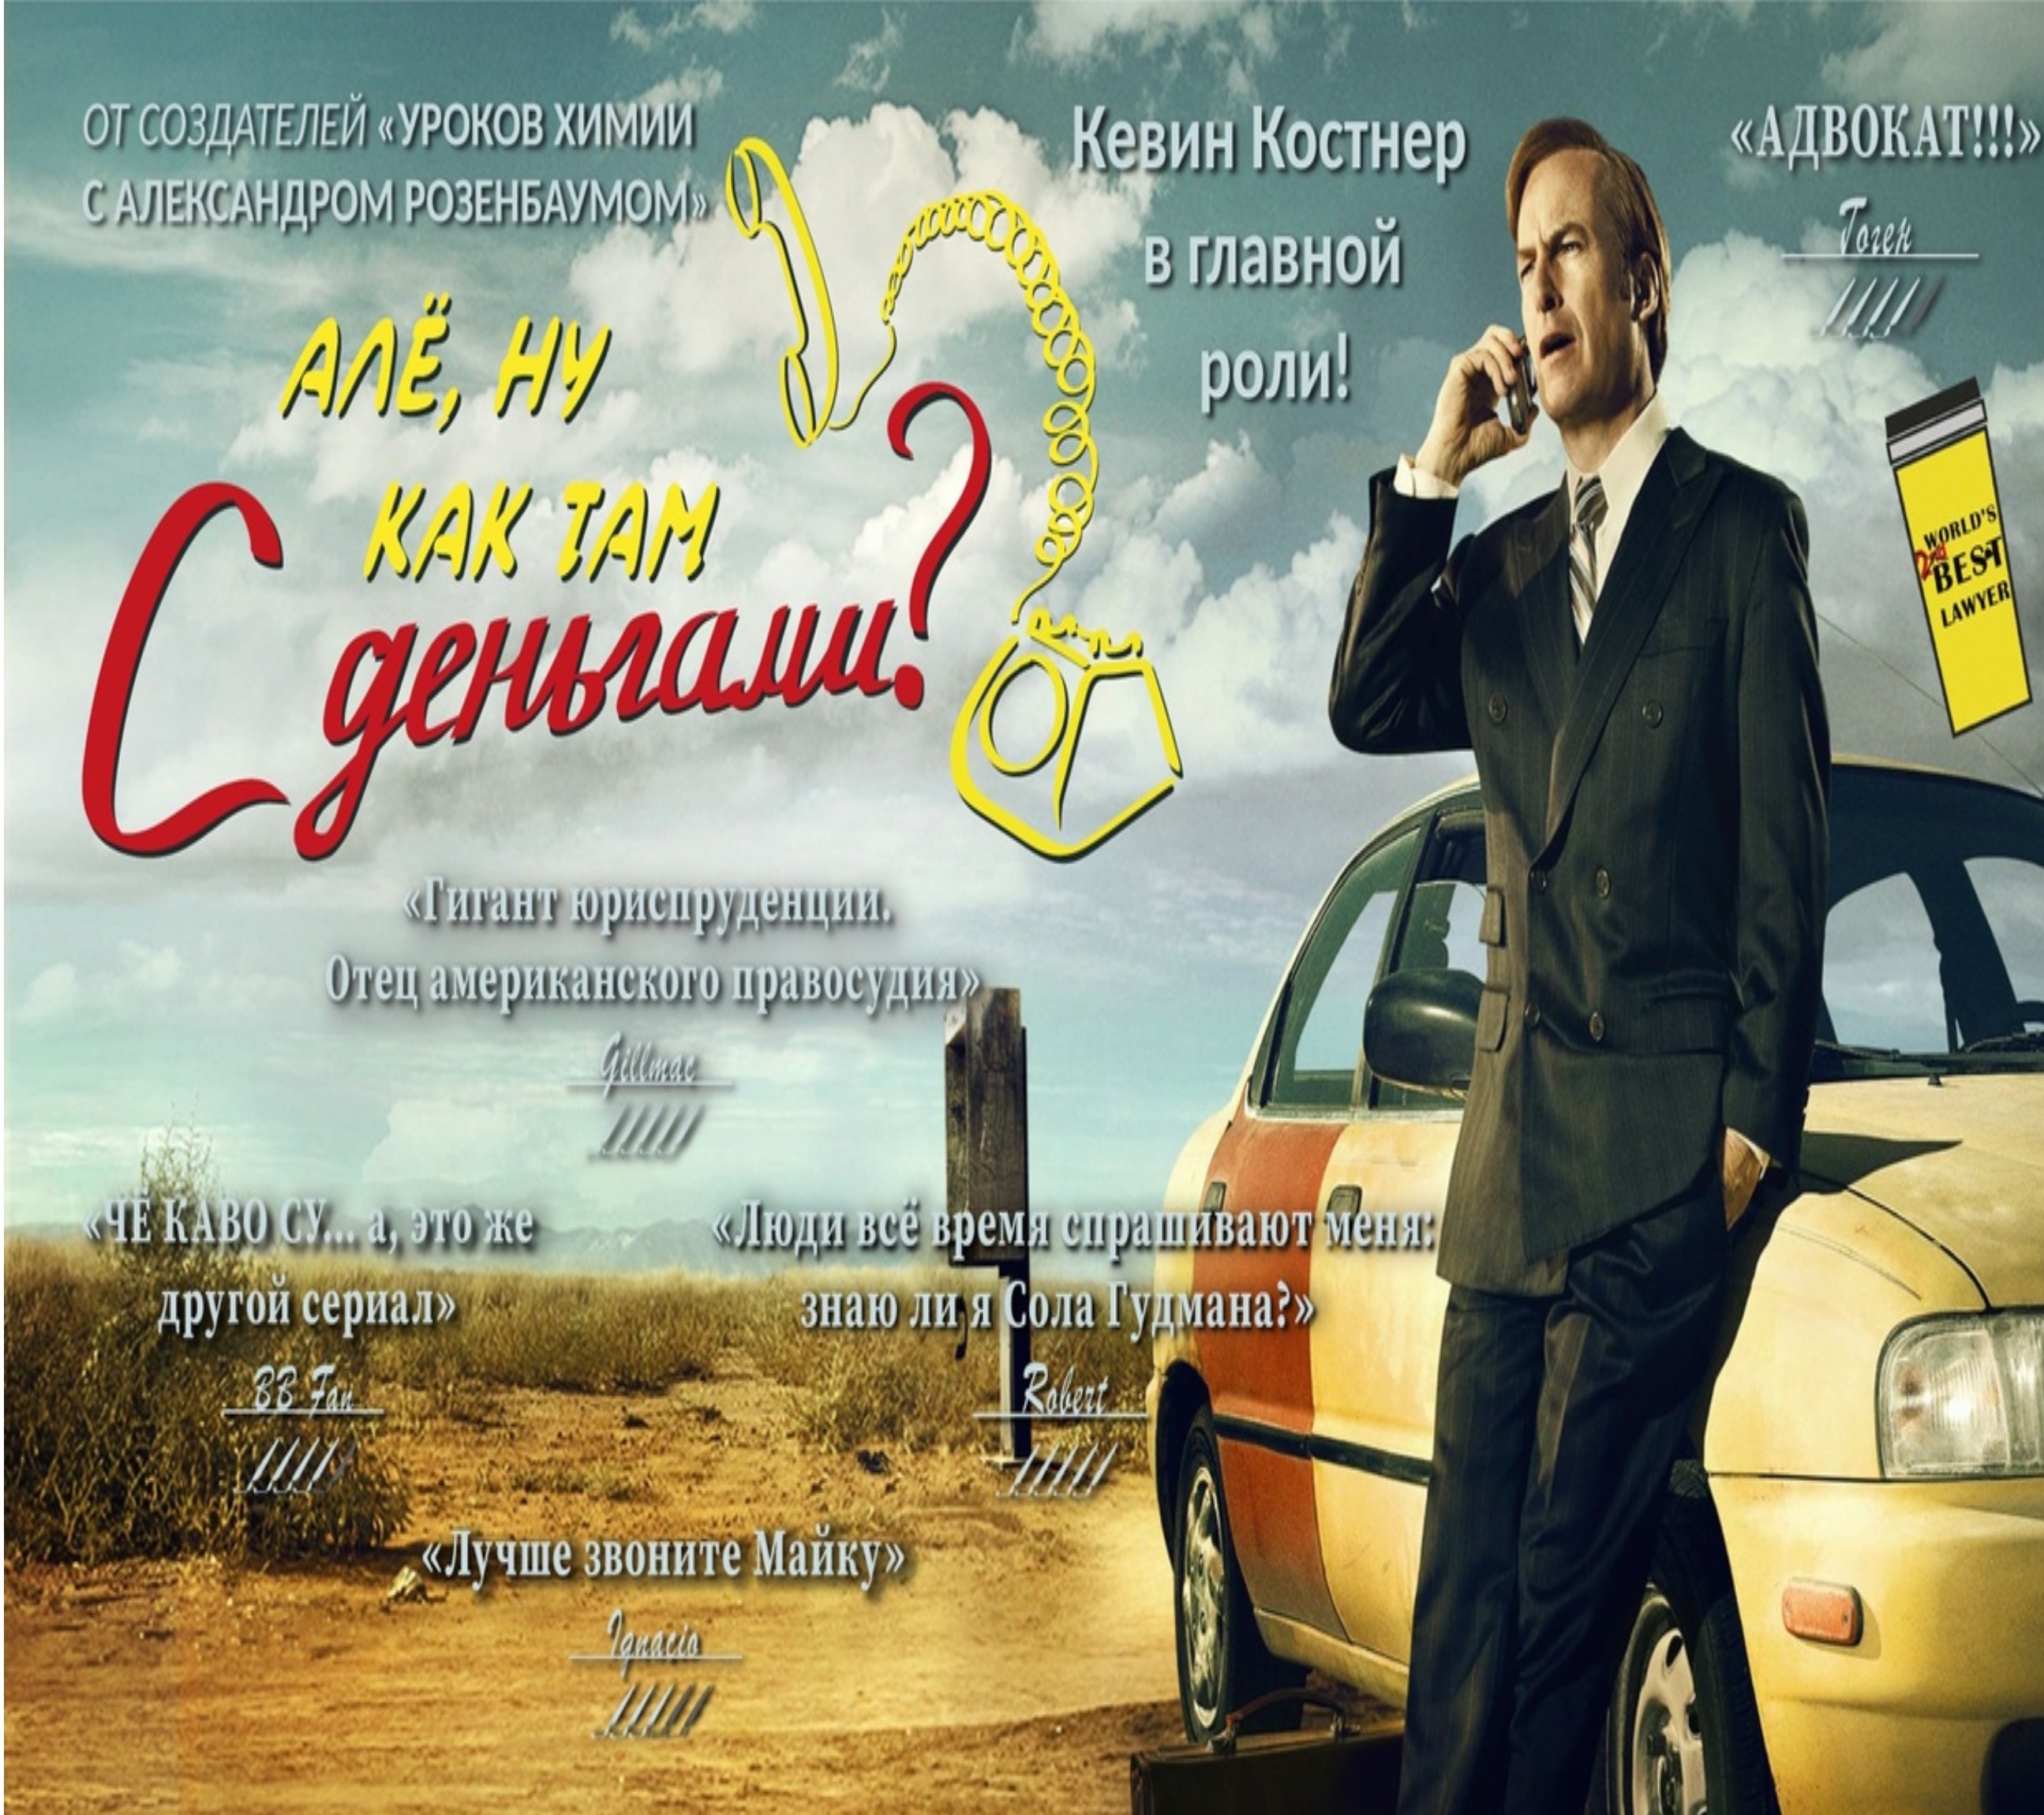 ОТ СОЗДАТЕЛЕЙ «УРОКОВ ХИМИИ
С АЛЕКСАНДРОМ РОЗЕНБАУМОМ»
АЛЁ, НУ
КАК ТАМ
С деньгами?
Кевин Костнер
в главной
роли!
«АДВОКАТ!!!»
Гоген
WORLD'S
2nd
BEST
LAWYER
«Гигант юриспруденции.
Отец американского правосудия»
Gillmac
«ЧЁ КАВО СУ... а, это же
другой сериал»
BB Fan
«Люди всё время спрашивают меня:
знаю ли я Сола Гудмана?»
Robert
«Лучше звоните Майку»
Ignacio